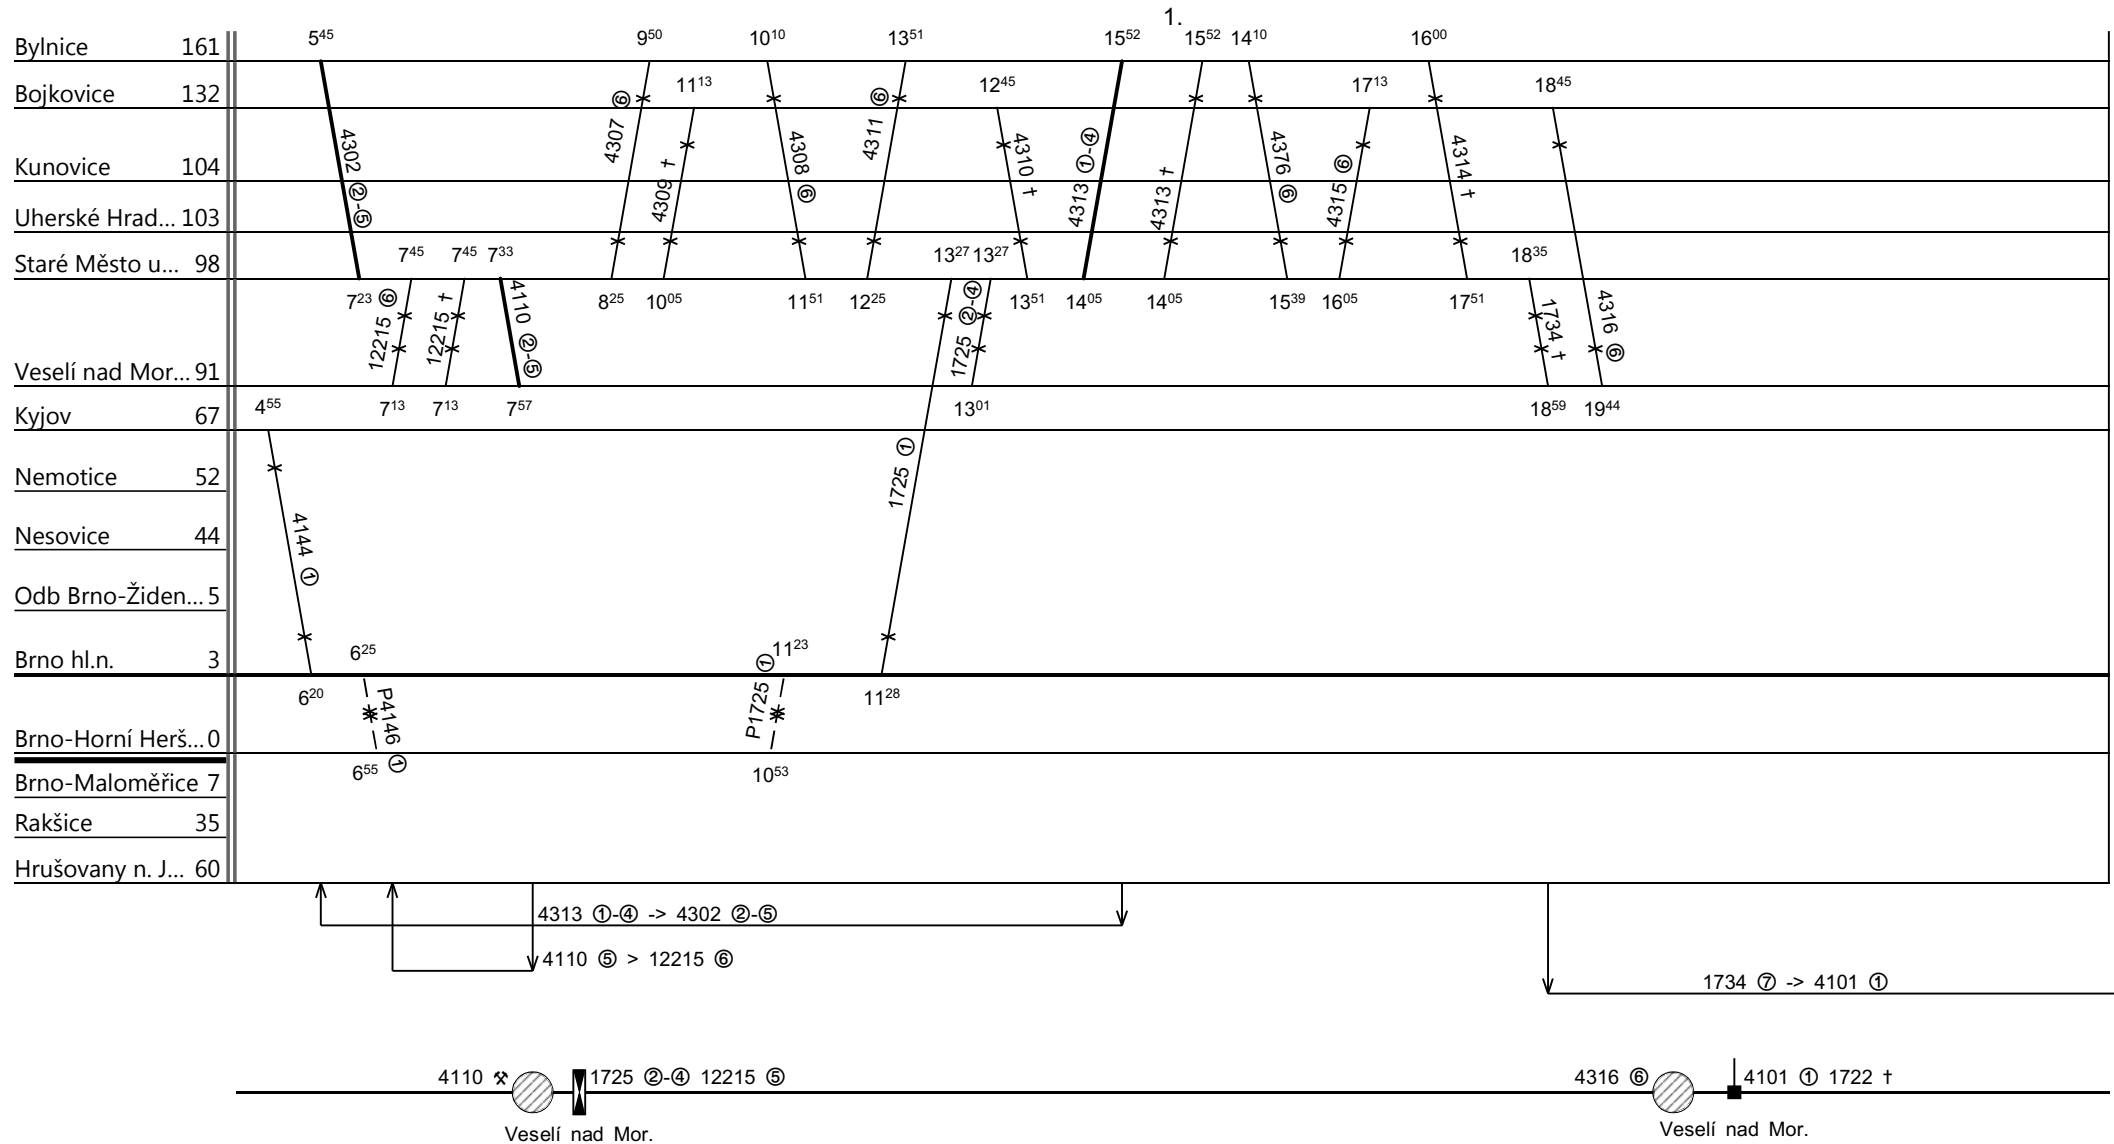 1.
Bylnice 161 5⁴⁵ 9⁵⁰ 10¹⁰ 13⁵¹ 15⁵² 15⁵² 14¹⁰ 16⁰⁰
Bojkovice 132 11¹³ 12⁴⁵ 17¹³ 18⁴⁵
4302 ②-⑤
4307 ⑥
4309 †
4308 ⑥
4311 ⑥
4310 †
4313 ①-④
4313 †
4376 ⑥
4315 ⑥
4314 †
Kunovice 104
Uherské Hrad... 103
Staré Město u... 98 7⁴⁵ 7⁴⁵ 7³³ 13²⁷ 13²⁷ 18³⁵
7²³ 8²⁵ 10⁰⁵ 11⁵¹ 12²⁵ 13⁵¹ 14⁰⁵ 14⁰⁵ 15³⁹ 16⁰⁵ 17⁵¹
12215 ⑥
12215 †
4110 ②-⑤
1725 ②-④
1734 †
4316 ⑥
Veselí nad Mor... 91
Kyjov 67 4⁵⁵ 7¹³ 7¹³ 7⁵⁷ 13⁰¹ 18⁵⁹ 19⁴⁴
1725 ①
Nemotice 52
4144 ①
Nesovice 44
Odb Brno-Židen... 5
Brno hl.n. 3 6²⁵ 11²³
6²⁰ 11²⁸
P4146 ①
P1725 ①
Brno-Horní Herš... 0
6⁵⁵ 10⁵³
Brno-Maloměřice 7
Rakšice 35
Hrušovany n. J... 60
4313 ①-④ -> 4302 ②-⑤
4110 ⑤ > 12215 ⑥
1734 ⑦ -> 4101 ①
4110 ⚒ 1725 ②-④ 12215 ⑤ 4316 ⑥ 4101 ① 1722 †
Veselí nad Mor. Veselí nad Mor.